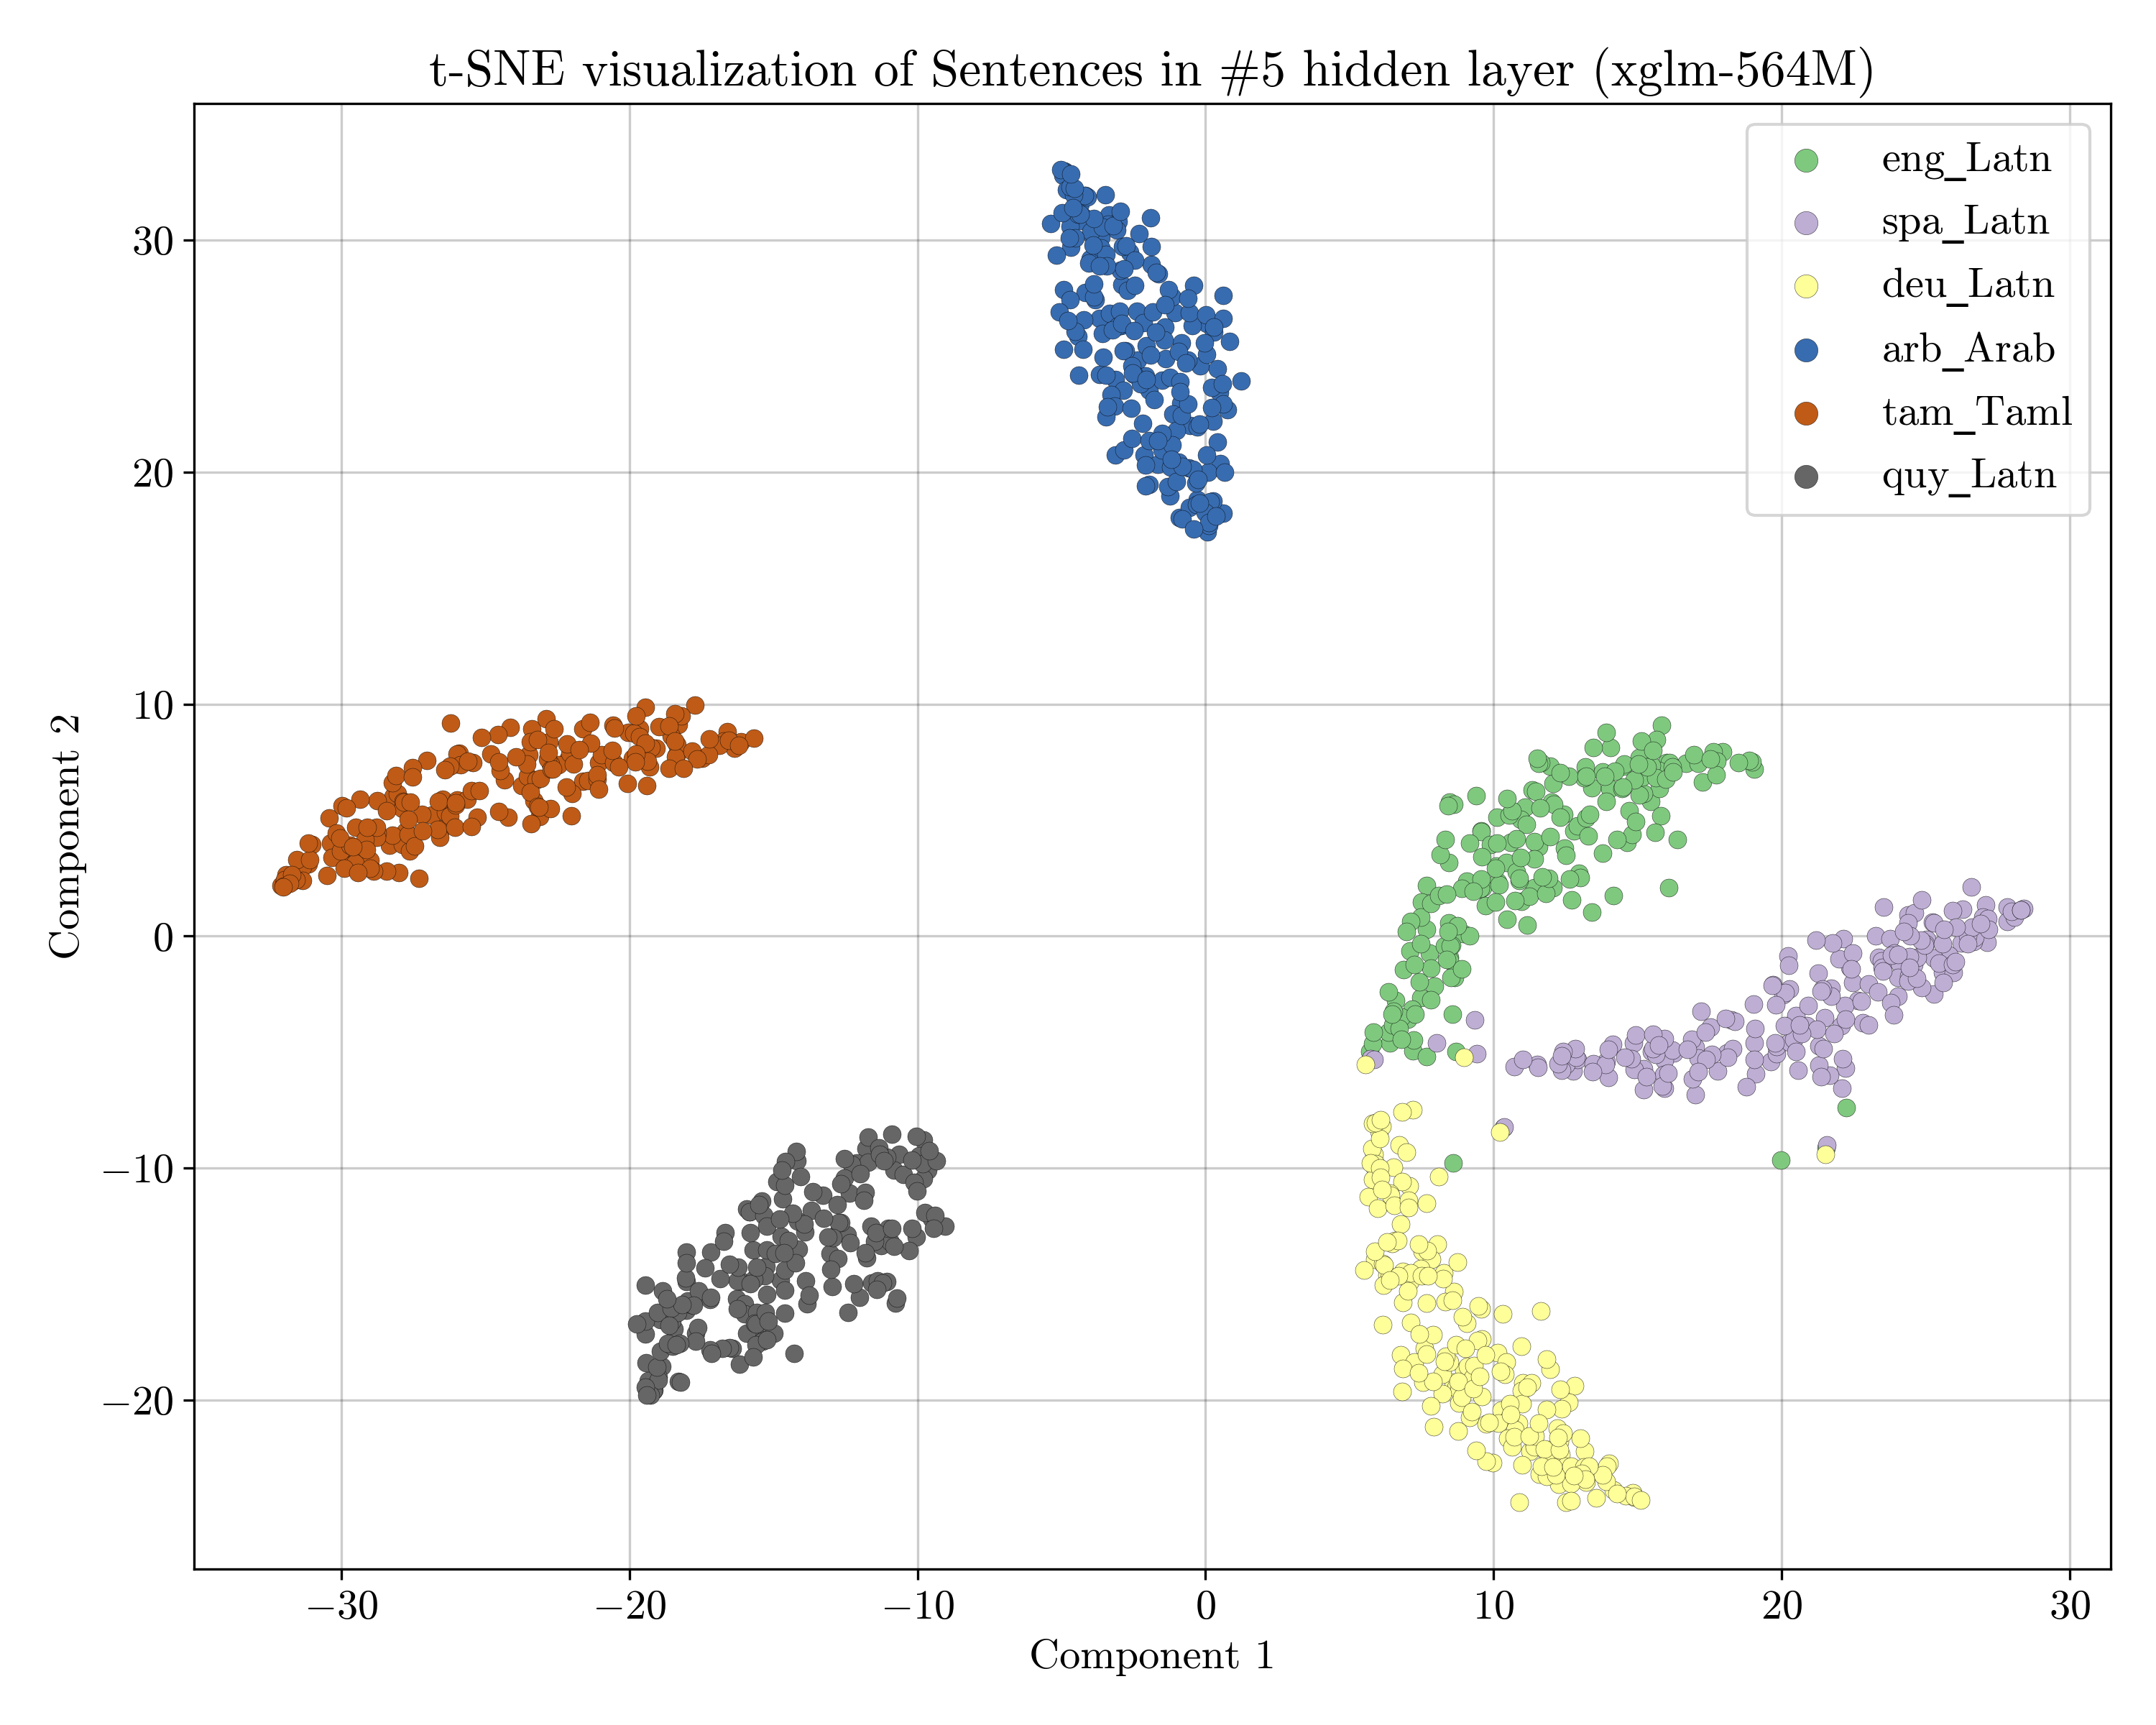 t-SNE visualization of Sentences in #5 hidden layer (xglm-564M)
eng_Latn
spa_Latn
deu_Latn
arb_Arab
tam_Taml
quy_Latn
Component 2
30
20
10
0
−10
−20
−30
−20
−10
0
10
20
30
Component 1